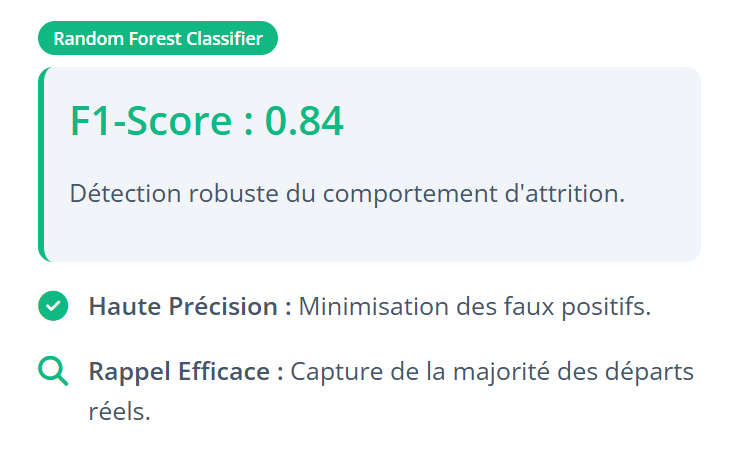 Random Forest Classifier
F1-Score : 0.84
Détection robuste du comportement d'attrition.
Haute Précision : Minimisation des faux positifs.
Rappel Efficace : Capture de la majorité des départs
réels.